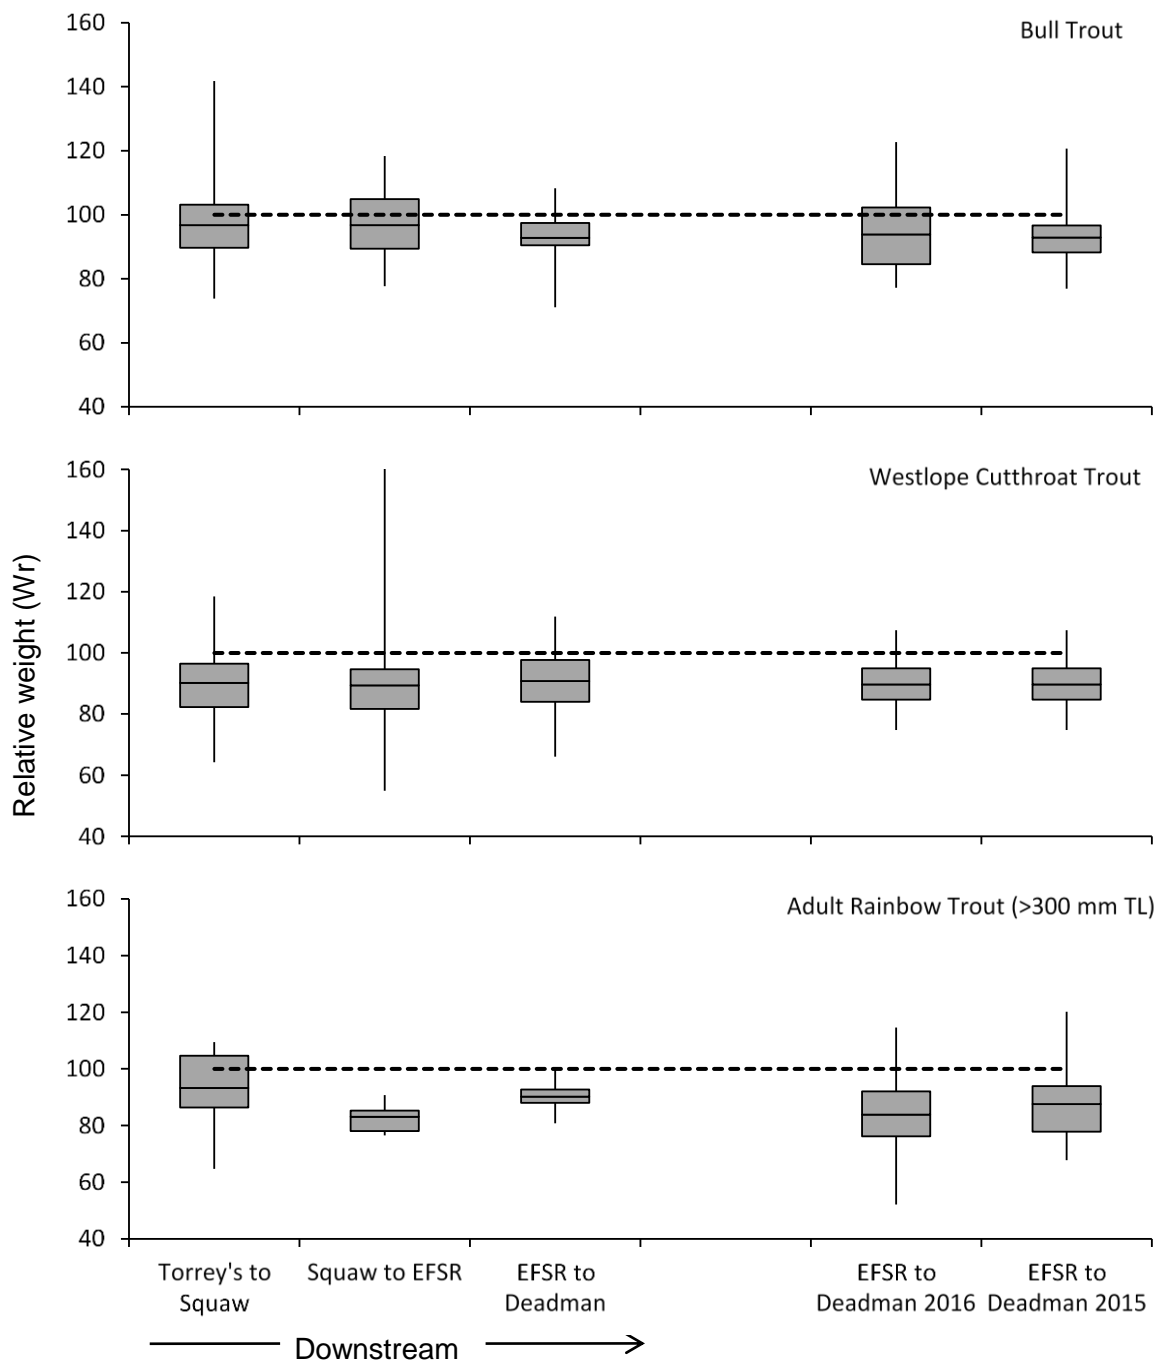 160
Bull Trout
140
120
100
80
60
40
160
Westlope Cutthroat Trout
140
120
100
80
60
40
Relative weight (Wr)
160
Adult Rainbow Trout (>300 mm TL)
140
120
100
80
60
40
Torrey's to
Squaw
Squaw to EFSR
EFSR to
Deadman
EFSR to
Deadman 2016
EFSR to
Deadman 2015
Downstream